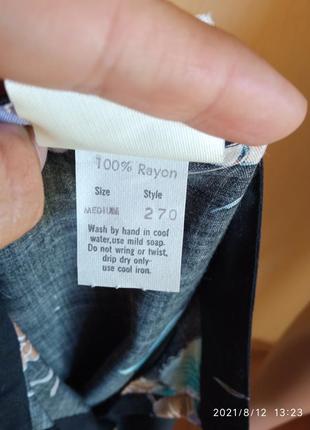 100% Rayon
Size Style
MEDIUM 270
Wash by hand in cool
water, use mild soap.
Do not wring or twist,
drip dry only-
use cool iron.
2021/8/12 13:23